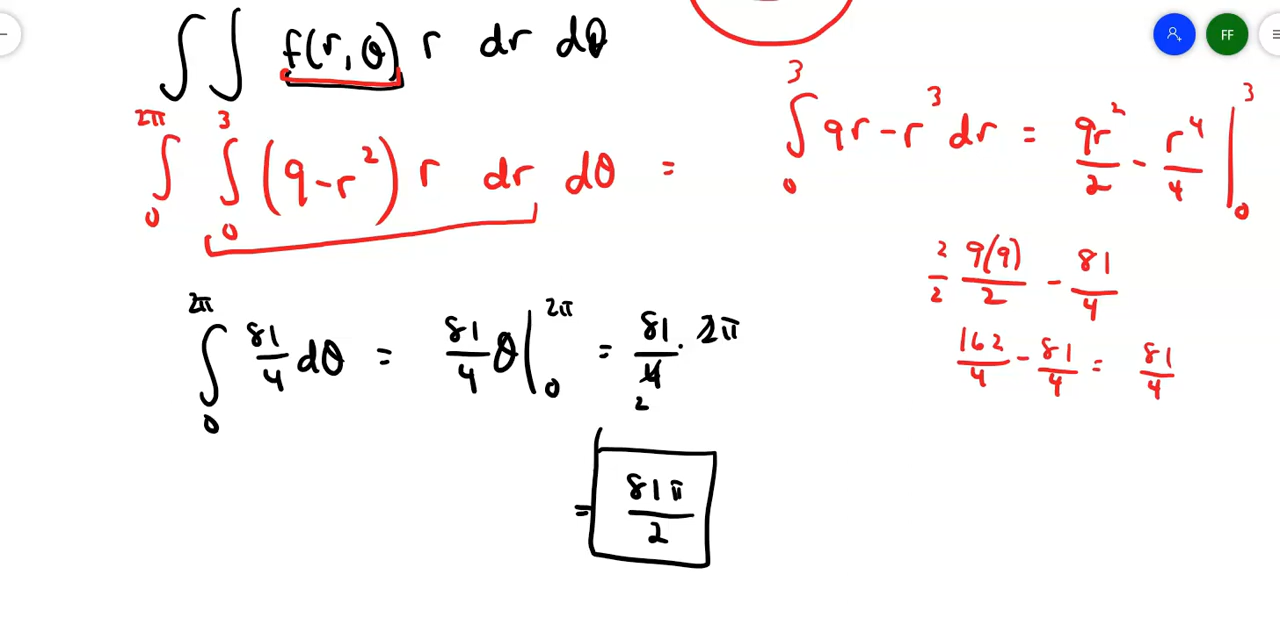 ∫ ∫ f(r, θ) r dr dθ
FF
∫₀^{2π} ∫₀^3 (9 - r²) r dr dθ =
∫₀^3 9r - r³ dr = 9r²/2 - r⁴/4 |₀^3
2/2 9(9)/2 - 81/4
162/4 - 81/4 = 81/4
∫₀^{2π} 81/4 dθ = 81/4 θ |₀^{2π} = 81/4 · 2π
2
= 81π/2